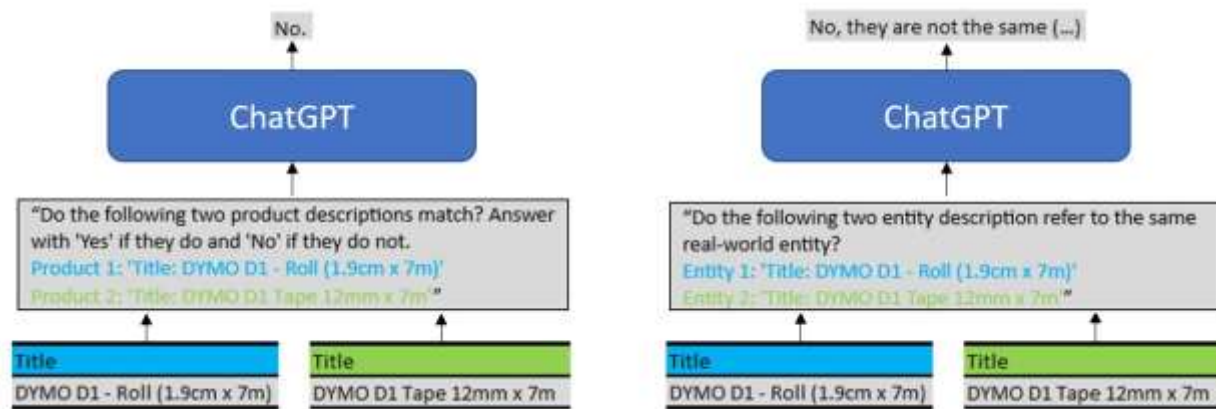 No.
ChatGPT
“Do the following two product descriptions match? Answer
with 'Yes' if they do and 'No' if they do not.
Product 1: 'Title: DYMO D1 - Roll (1.9cm x 7m)'
Product 2: 'Title: DYMO D1 Tape 12mm x 7m'”
Title
DYMO D1 - Roll (1.9cm x 7m)
Title
DYMO D1 Tape 12mm x 7m
No, they are not the same (...)
ChatGPT
“Do the following two entity description refer to the same
real-world entity?
Entity 1: 'Title: DYMO D1 - Roll (1.9cm x 7m)'
Entity 2: 'Title: DYMO D1 Tape 12mm x 7m'”
Title
DYMO D1 - Roll (1.9cm x 7m)
Title
DYMO D1 Tape 12mm x 7m